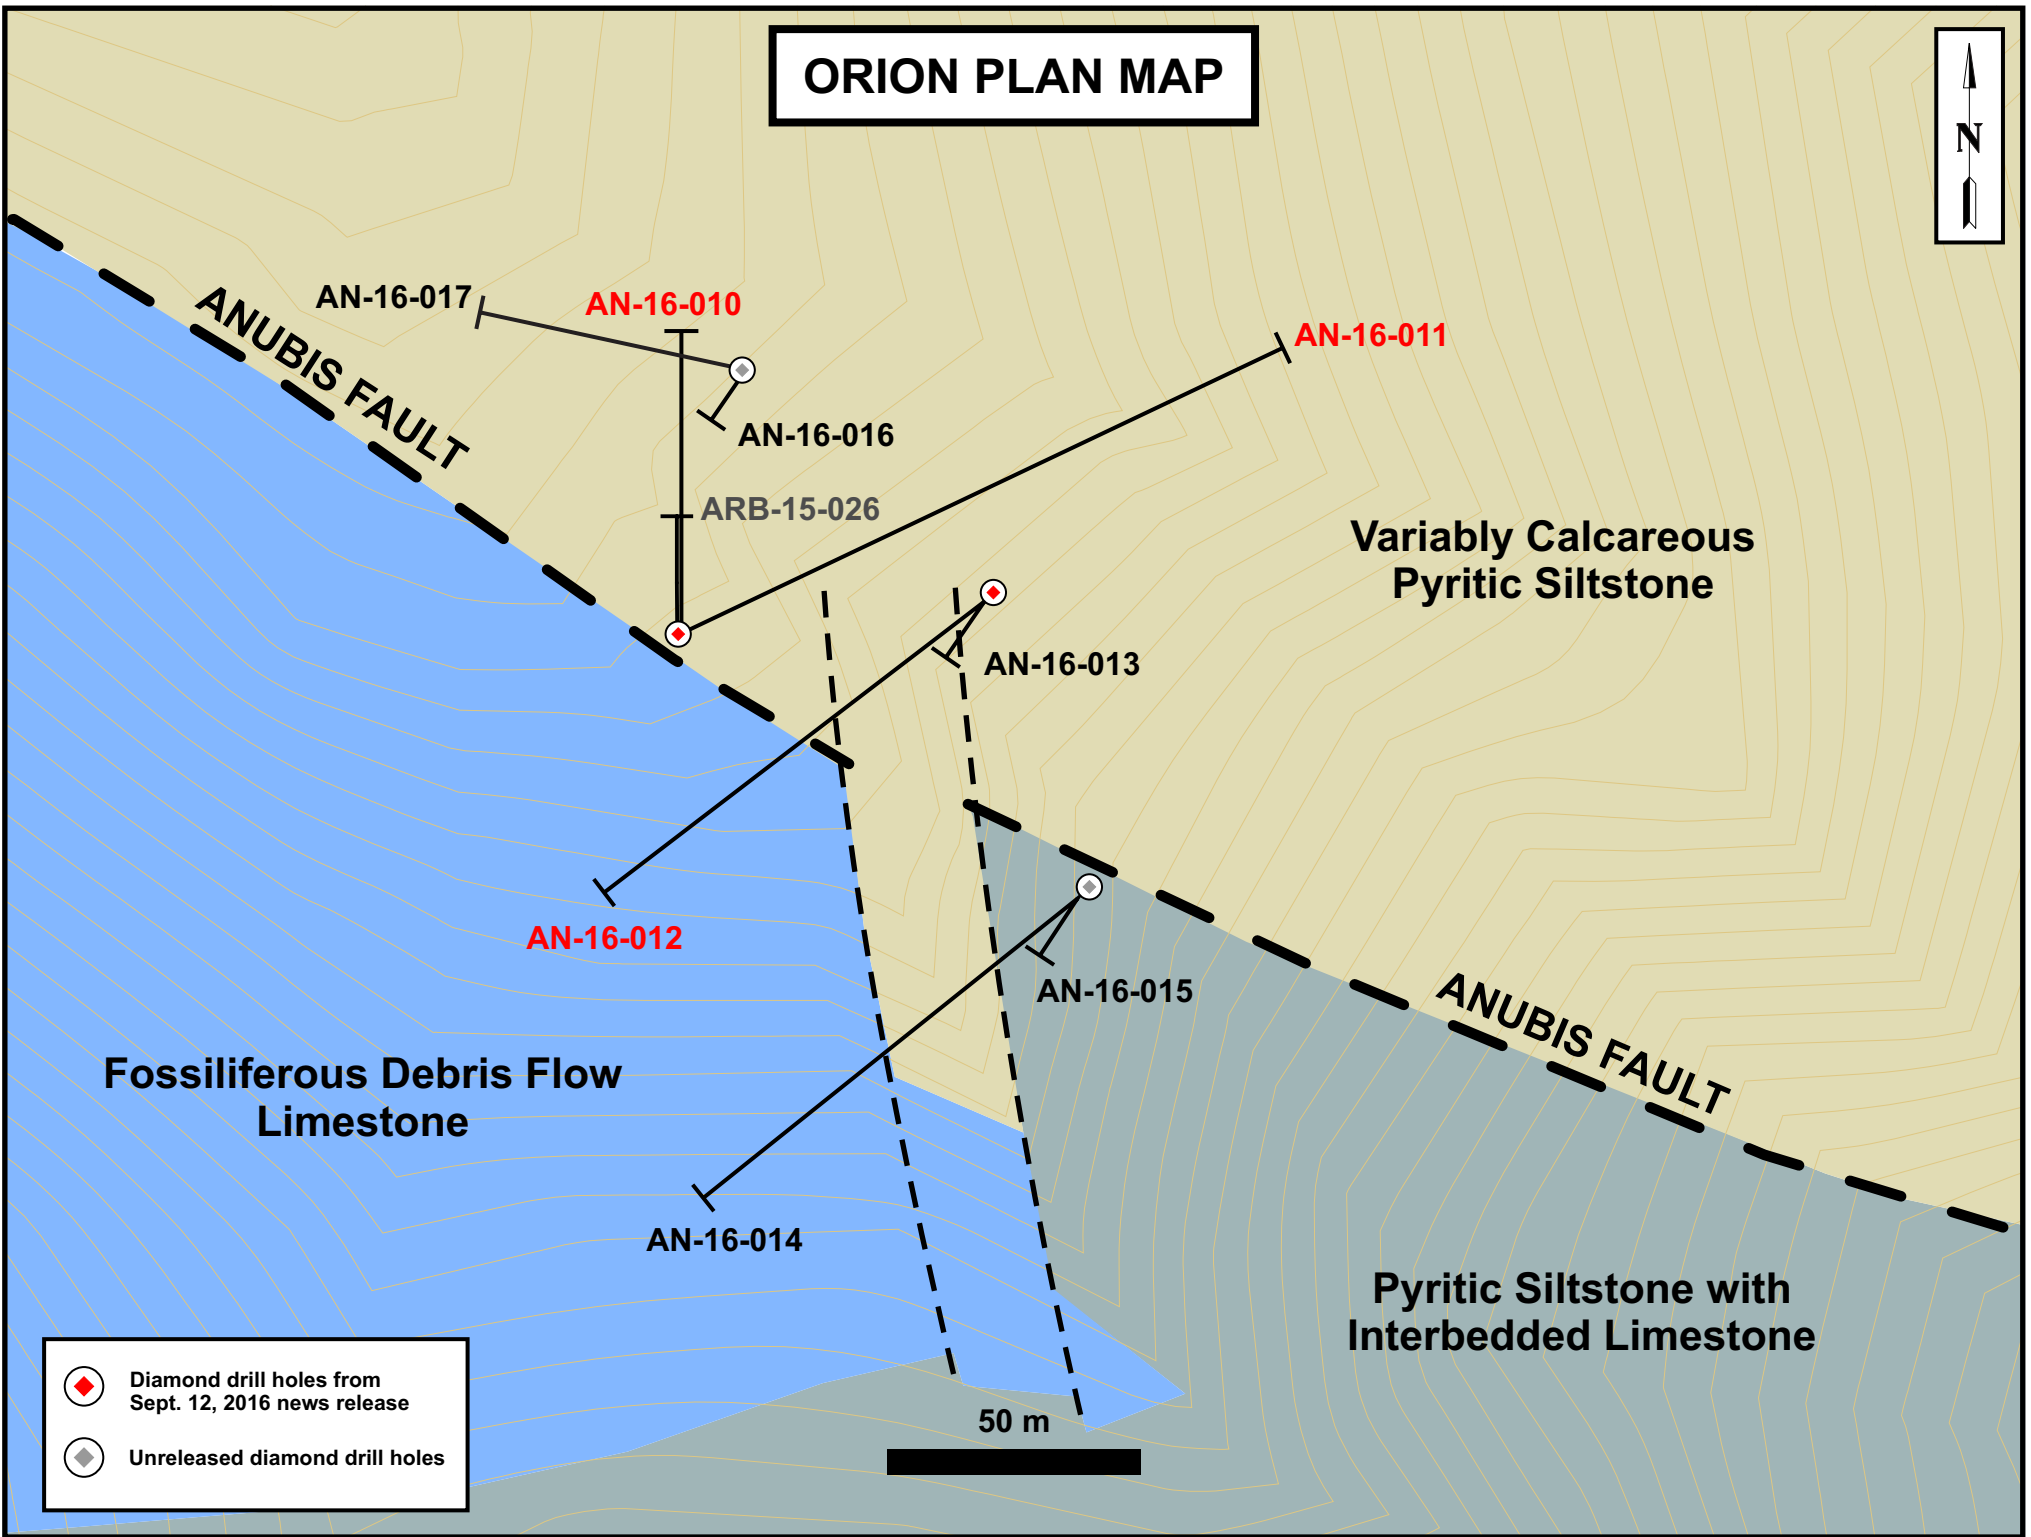 ORION PLAN MAP
N
AN-16-017
AN-16-010
AN-16-011
ANUBIS FAULT
AN-16-016
ARB-15-026
Variably Calcareous
Pyritic Siltstone
AN-16-013
AN-16-012
AN-16-015
ANUBIS FAULT
Fossiliferous Debris Flow
Limestone
AN-16-014
Pyritic Siltstone with
Interbedded Limestone
Diamond drill holes from
Sept. 12, 2016 news release
Unreleased diamond drill holes
50 m